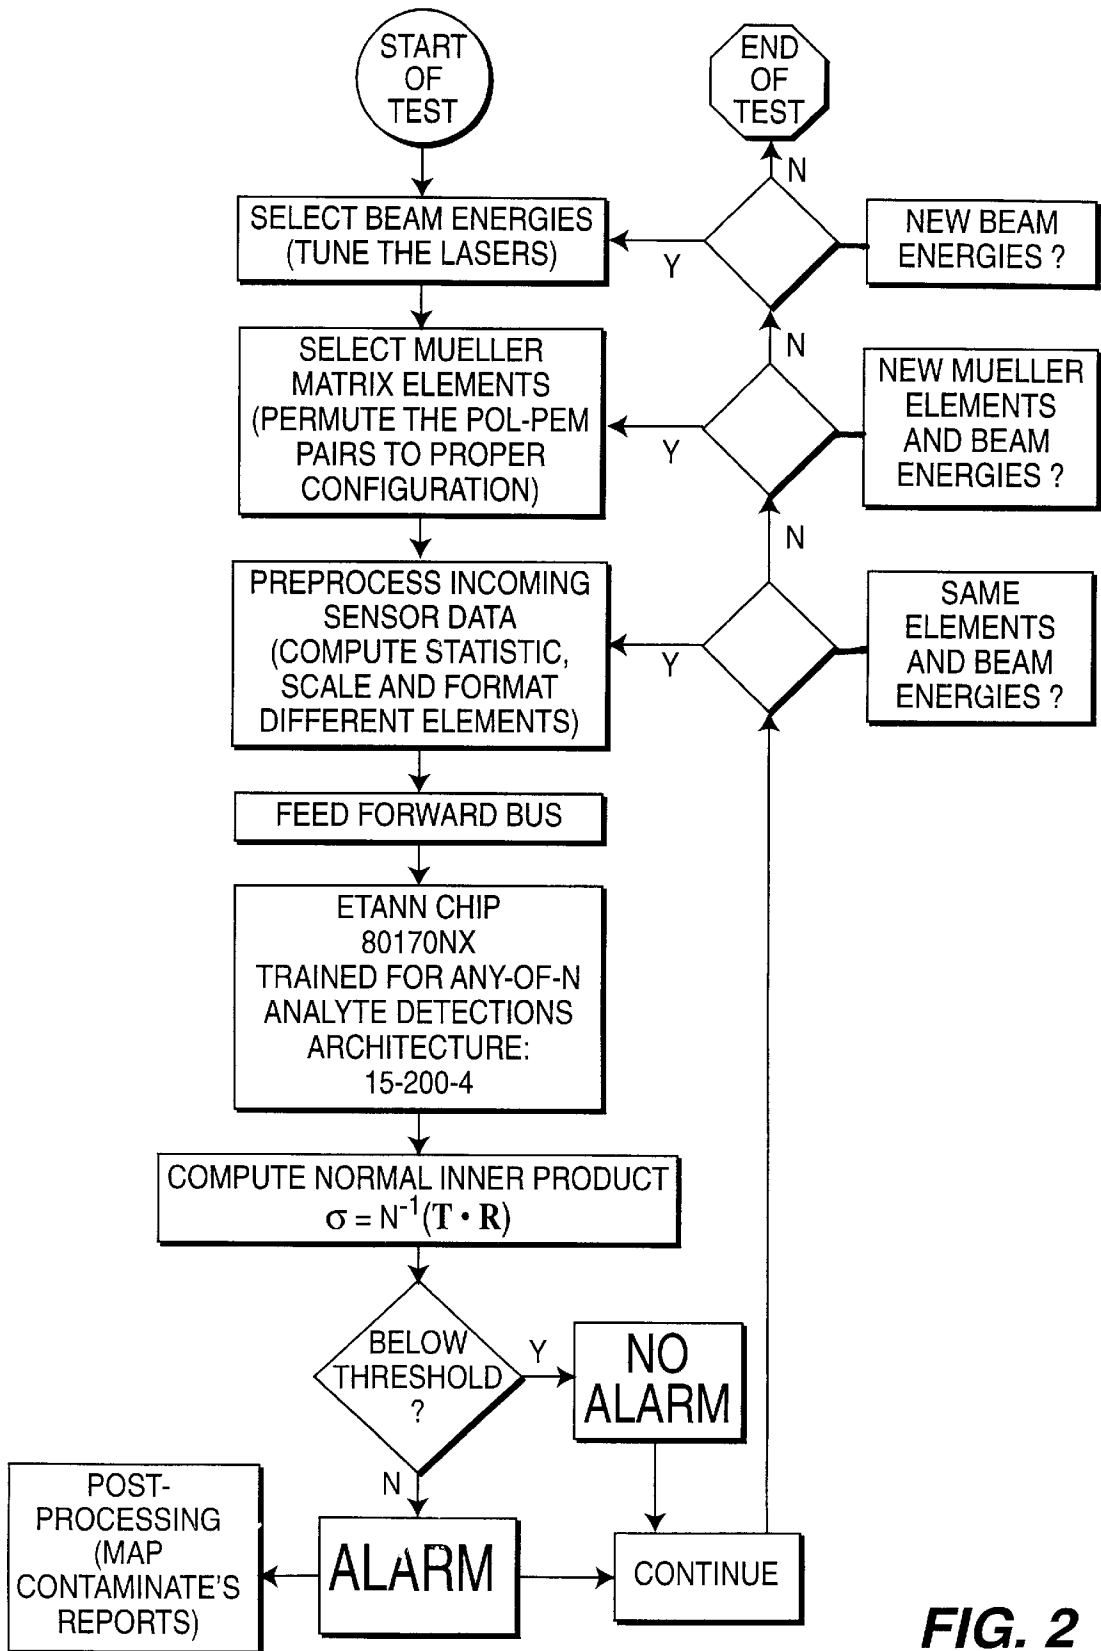 START
OF
TEST
END
OF
TEST
N
SELECT BEAM ENERGIES
(TUNE THE LASERS)
Y
NEW BEAM
ENERGIES ?
N
SELECT MUELLER
MATRIX ELEMENTS
(PERMUTE THE POL-PEM
PAIRS TO PROPER
CONFIGURATION)
Y
NEW MUELLER
ELEMENTS
AND BEAM
ENERGIES ?
N
PREPROCESS INCOMING
SENSOR DATA
(COMPUTE STATISTIC,
SCALE AND FORMAT
DIFFERENT ELEMENTS)
Y
SAME
ELEMENTS
AND BEAM
ENERGIES ?
FEED FORWARD BUS
ETANN CHIP
80170NX
TRAINED FOR ANY-OF-N
ANALYTE DETECTIONS
ARCHITECTURE:
15-200-4
COMPUTE NORMAL INNER PRODUCT
σ = N⁻¹(T • R)
BELOW
THRESHOLD
?
Y
NO
ALARM
N
POST-
PROCESSING
(MAP
CONTAMINATE'S
REPORTS)
ALARM
CONTINUE
FIG. 2